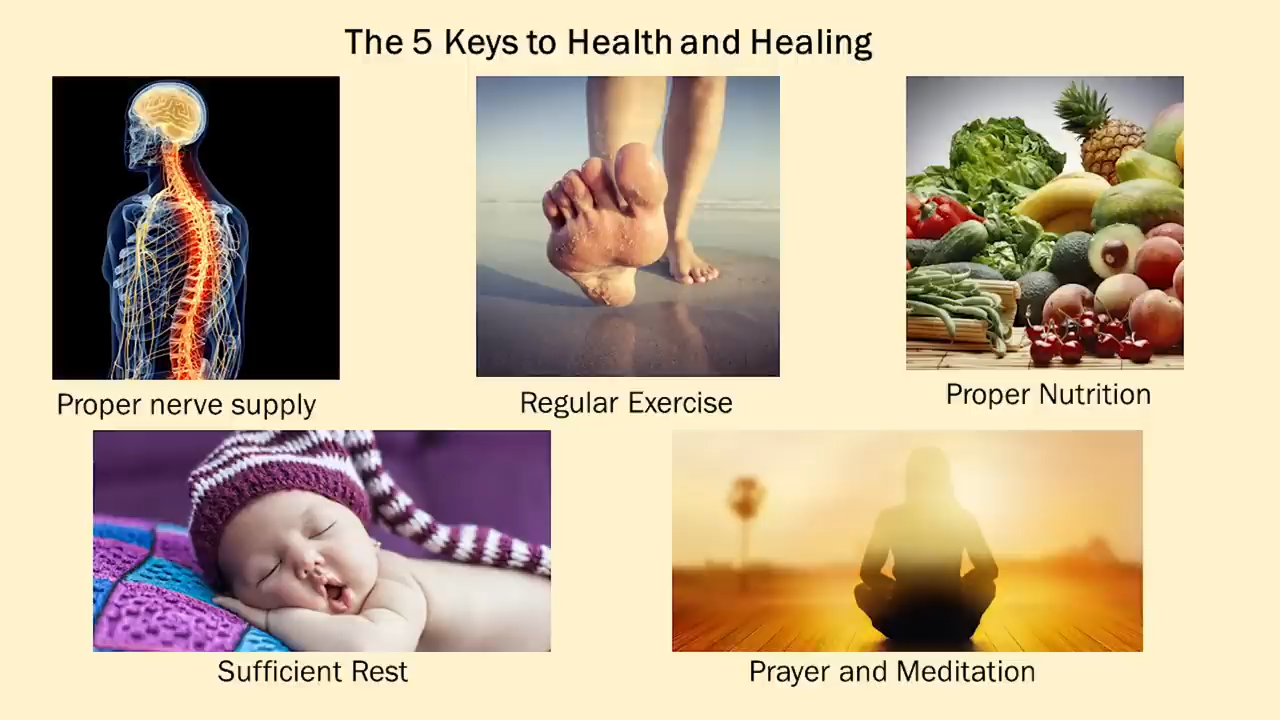 The 5 Keys to Health and Healing
Proper nerve supply
Regular Exercise
Proper Nutrition
Sufficient Rest
Prayer and Meditation